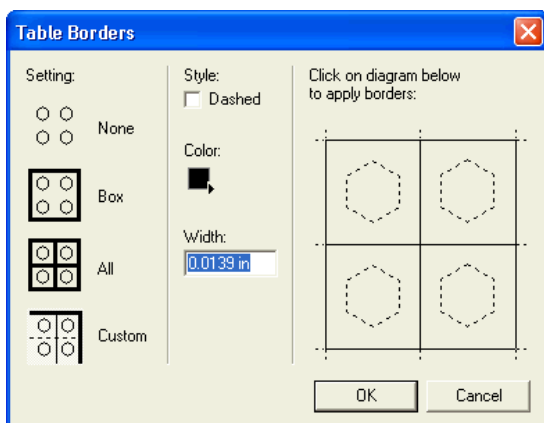 Table Borders
Setting:
None
Box
All
Custom
Style:
Dashed
Color:
Width:
0.0139 in
Click on diagram below
to apply borders:
OK
Cancel